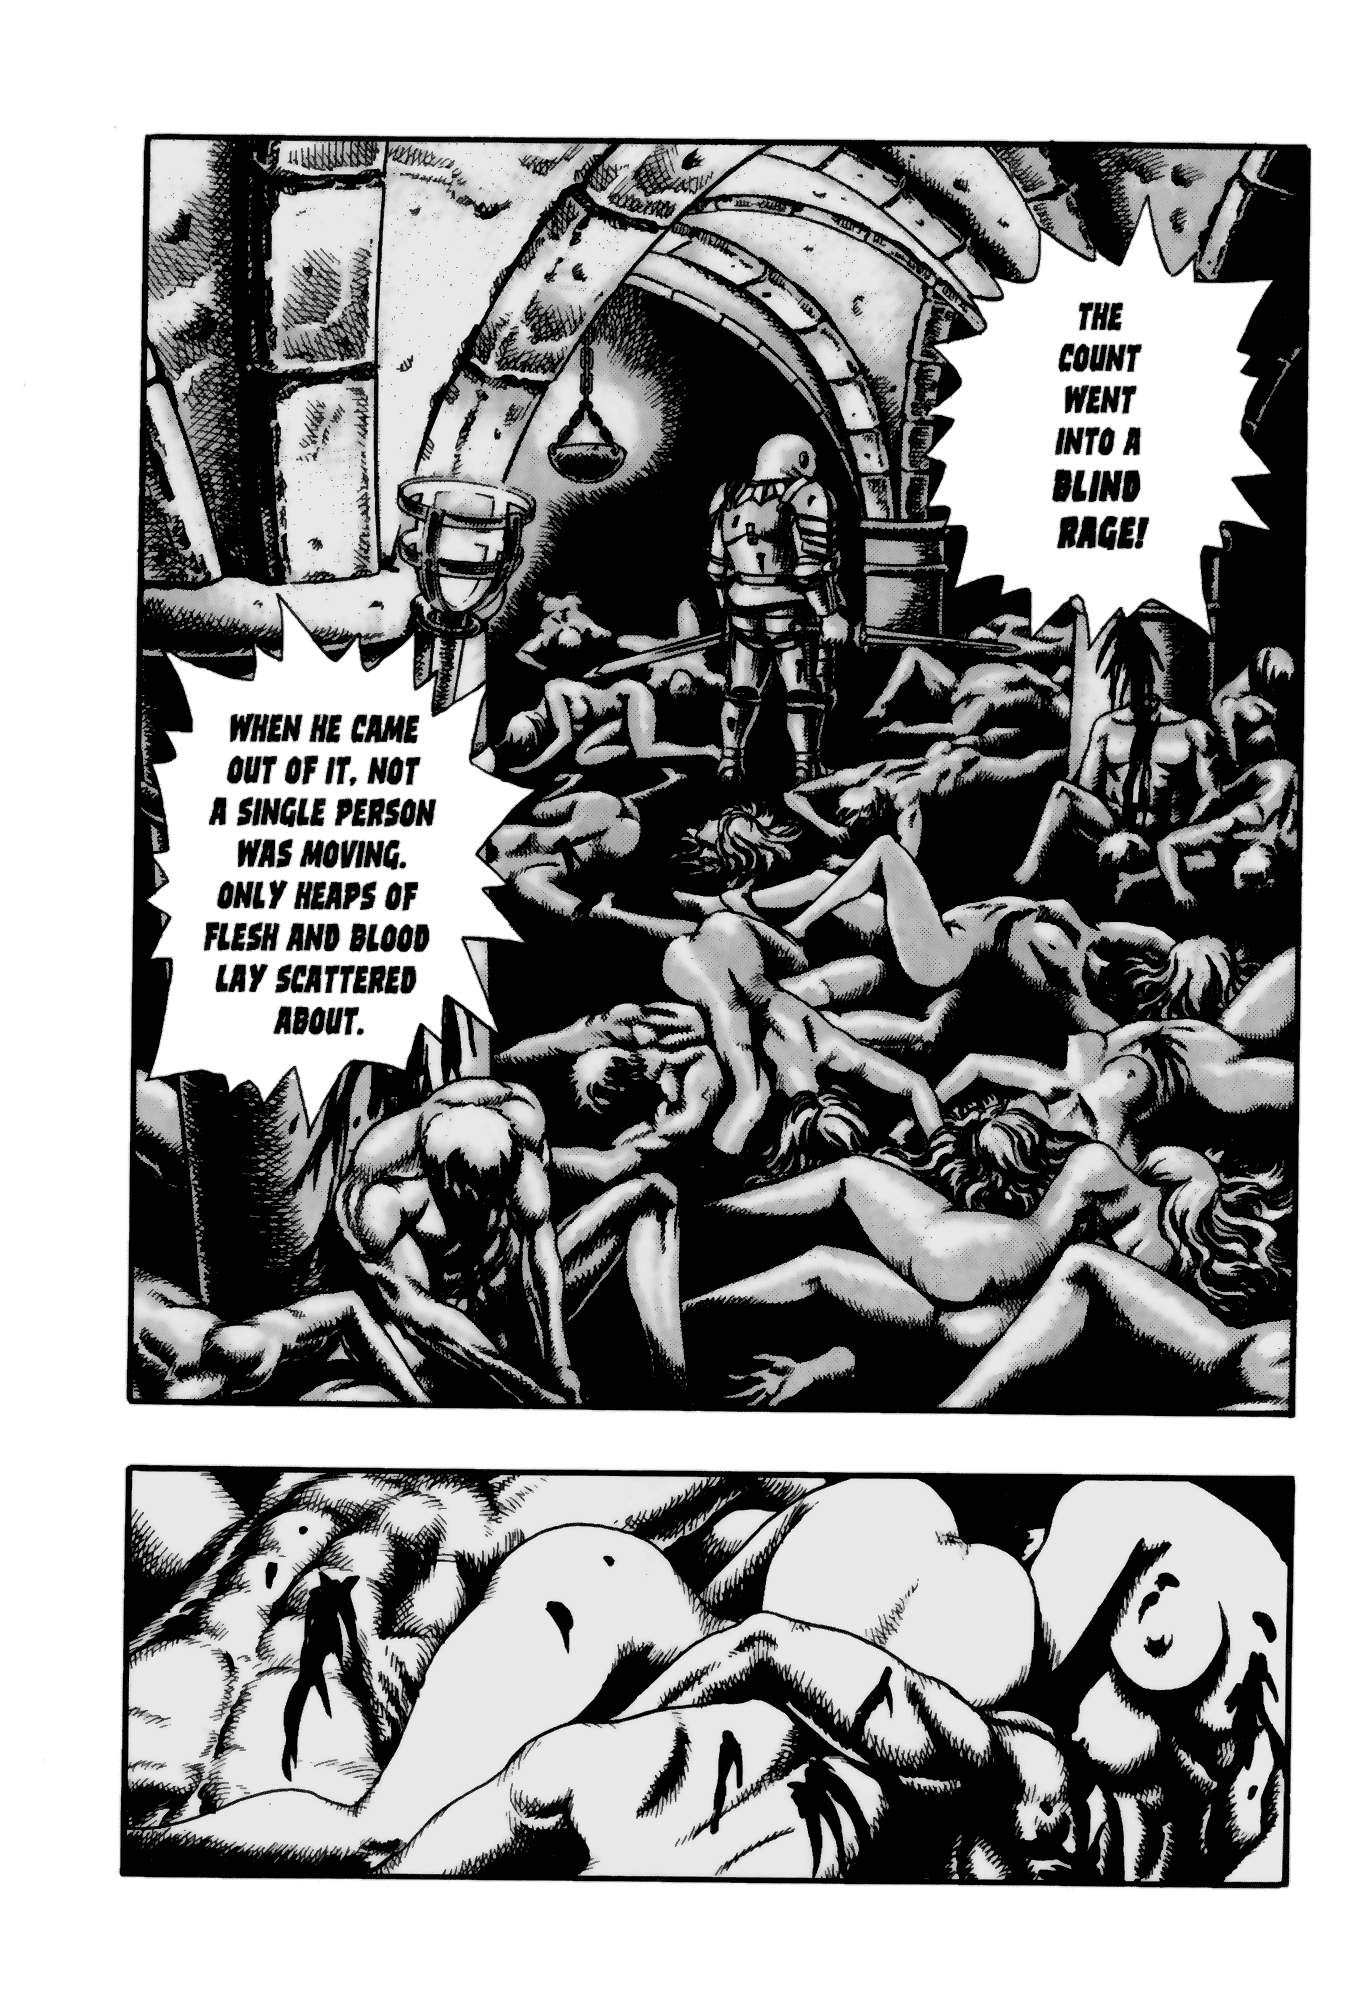 THE
COUNT
WENT
INTO A
BLIND
RAGE!
WHEN HE CAME
OUT OF IT, NOT
A SINGLE PERSON
WAS MOVING.
ONLY HEAPS OF
FLESH AND BLOOD
LAY SCATTERED
ABOUT.